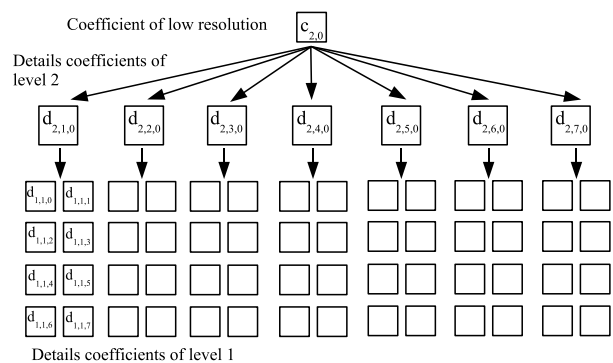 Coefficient of low resolution
c2,0
Details coefficients of
level 2
d2,1,0 d2,2,0 d2,3,0 d2,4,0 d2,5,0 d2,6,0 d2,7,0
d1,1,0 d1,1,1
d1,1,2 d1,1,3
d1,1,4 d1,1,5
d1,1,6 d1,1,7
Details coefficients of level 1